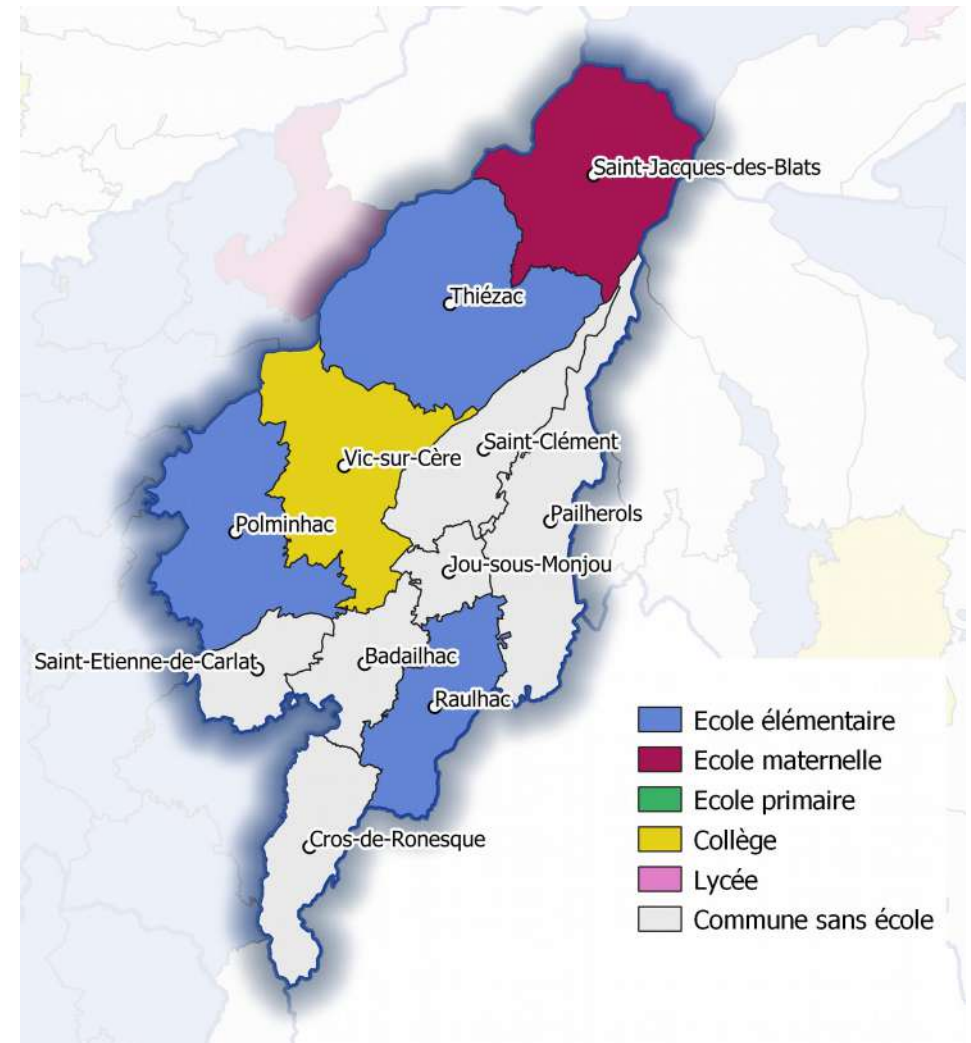 Saint-Jacques-des-Blats
Thiézac
Saint-Clément
Vic-sur-Cère
Pailherols
Polminhac
Jou-sous-Monjou
Saint-Etienne-de-Carlat
Badailhac
Raulhac
Cros-de-Ronesque
Ecole élémentaire
Ecole maternelle
Ecole primaire
Collège
Lycée
Commune sans école